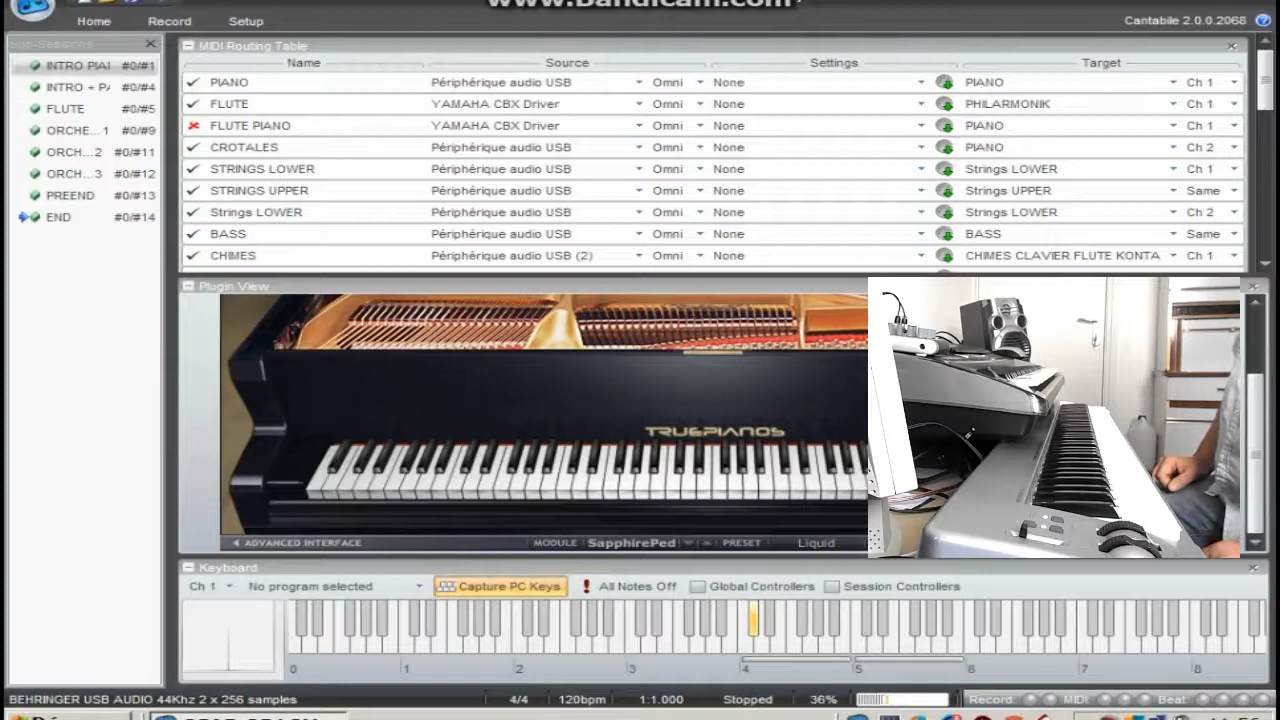 www.Bandicam.com
Home Record Setup Cantabile 2.0.0.2068
MIDI Routing Table
INTRO PIAI #0/#1
INTRO + P/ #0/#4
FLUTE #0/#5
ORCHE... 1 #0/#9
ORCH... 2 #0/#11
ORCH... 3 #0/#12
PREEND #0/#13
END #0/#14
Name Source Settings Target
PIANO Périphérique audio USB Omni None PIANO Ch 1
FLUTE YAMAHA CBX Driver Omni None PHILARMONIK Ch 1
FLUTE PIANO YAMAHA CBX Driver Omni None PIANO Ch 1
CROTALES Périphérique audio USB Omni None PIANO Ch 2
STRINGS LOWER Périphérique audio USB Omni None Strings LOWER Ch 1
STRINGS UPPER Périphérique audio USB Omni None Strings UPPER Same
Strings LOWER Périphérique audio USB Omni None Strings LOWER Ch 2
BASS Périphérique audio USB Omni None BASS Same
CHIMES Périphérique audio USB (2) Omni None CHIMES CLAVIER FLUTE KONTA Ch 1
Plugin View
TRUEPIANOS
ADVANCED INTERFACE MODULE SapphirePed PRESET Liquid
Keyboard
Ch 1 No program selected Capture PC Keys All Notes Off Global Controllers Session Controllers
0 1 2 3 4 5 6 7 8
BEHRINGER USB AUDIO 44Khz 2 x 256 samples 4/4 120bpm 1:1.000 Stopped 36% Record: MIDI: Beat: